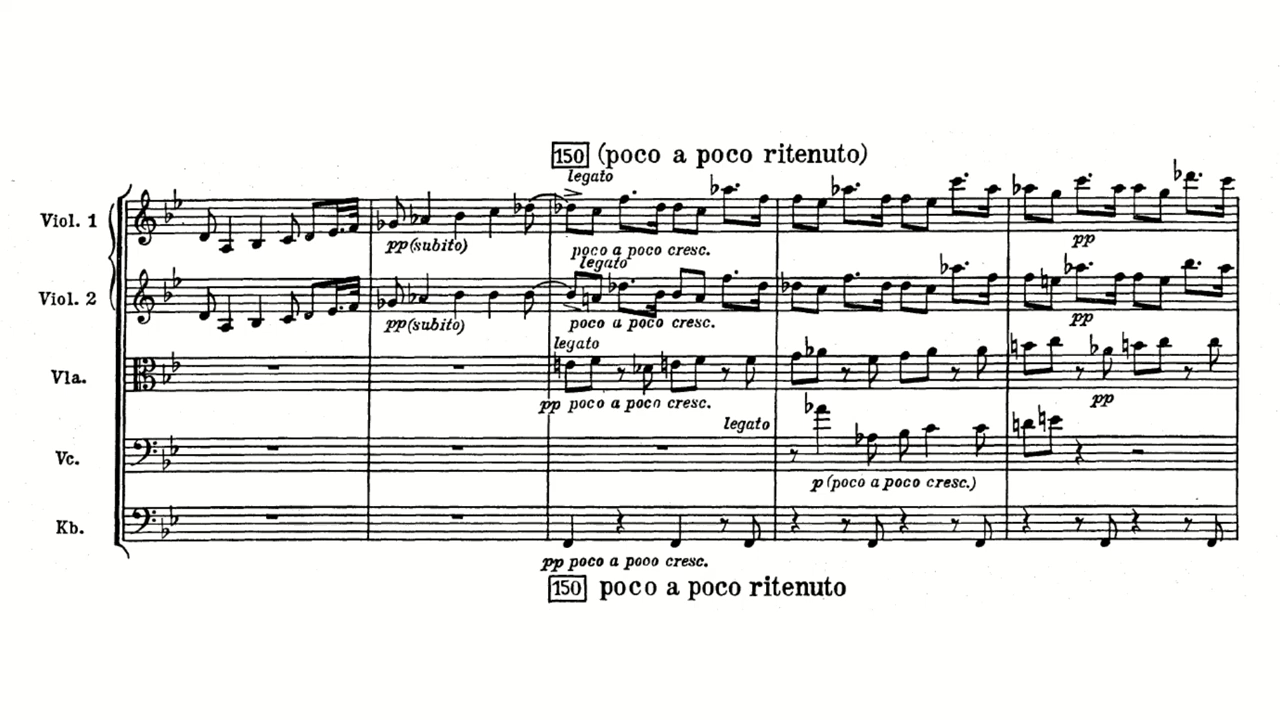 150 (poco a poco ritenuto)
legato
Viol. 1
pp (subito)
poco a poco cresc.
pp
legato
Viol. 2
pp (subito)
poco a poco cresc.
pp
legato
Vla.
pp poco a poco cresc.
pp
legato
Vc.
p (poco a poco cresc.)
Kb.
pp poco a poco cresc.
150 poco a poco ritenuto